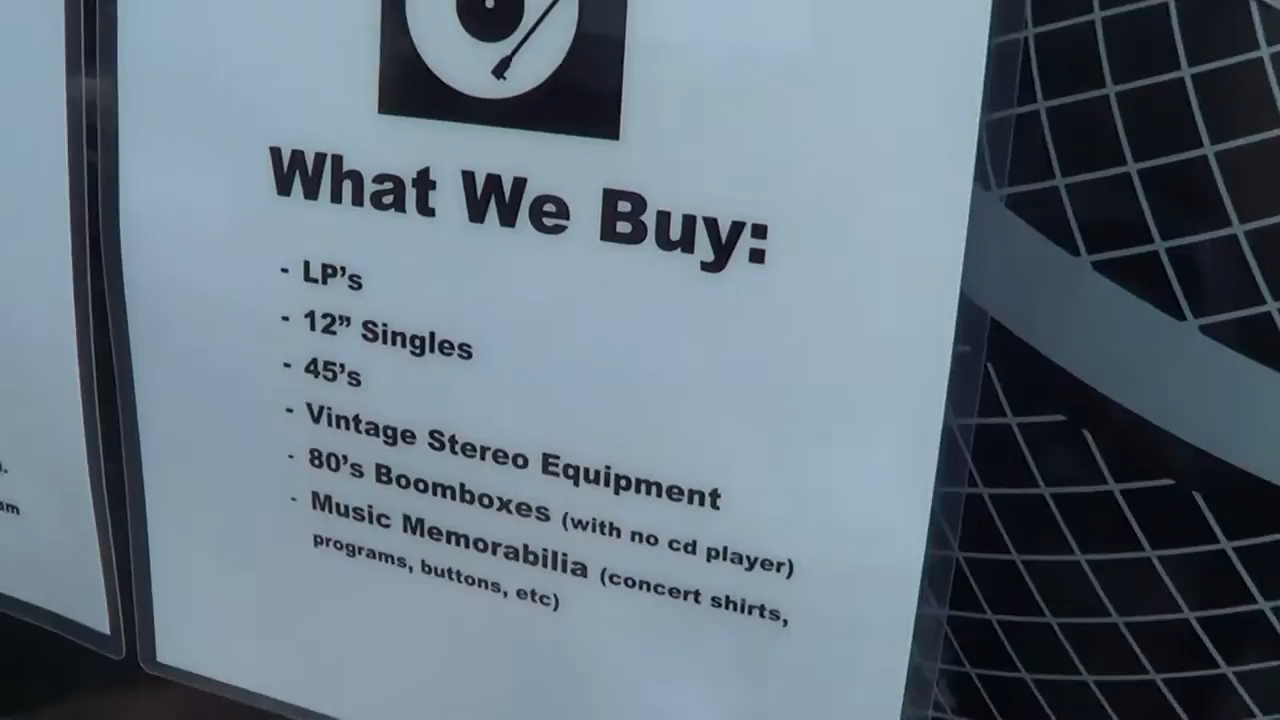 What We Buy:
- LP's
- 12” Singles
- 45's
- Vintage Stereo Equipment
- 80's Boomboxes (with no cd player)
- Music Memorabilia (concert shirts,
programs, buttons, etc)